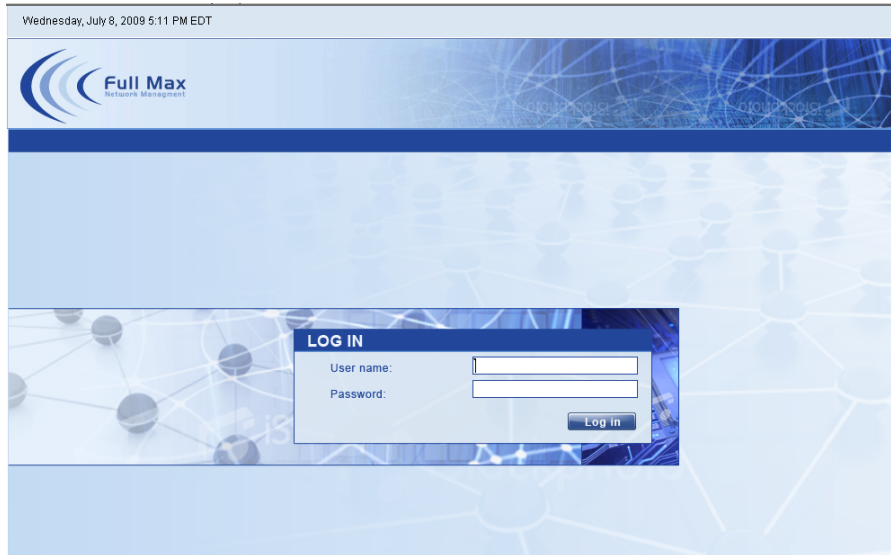 Wednesday, July 8, 2009 5:11 PM EDT
Full Max
Network Managment
LOG IN
User name:
Password:
Log in